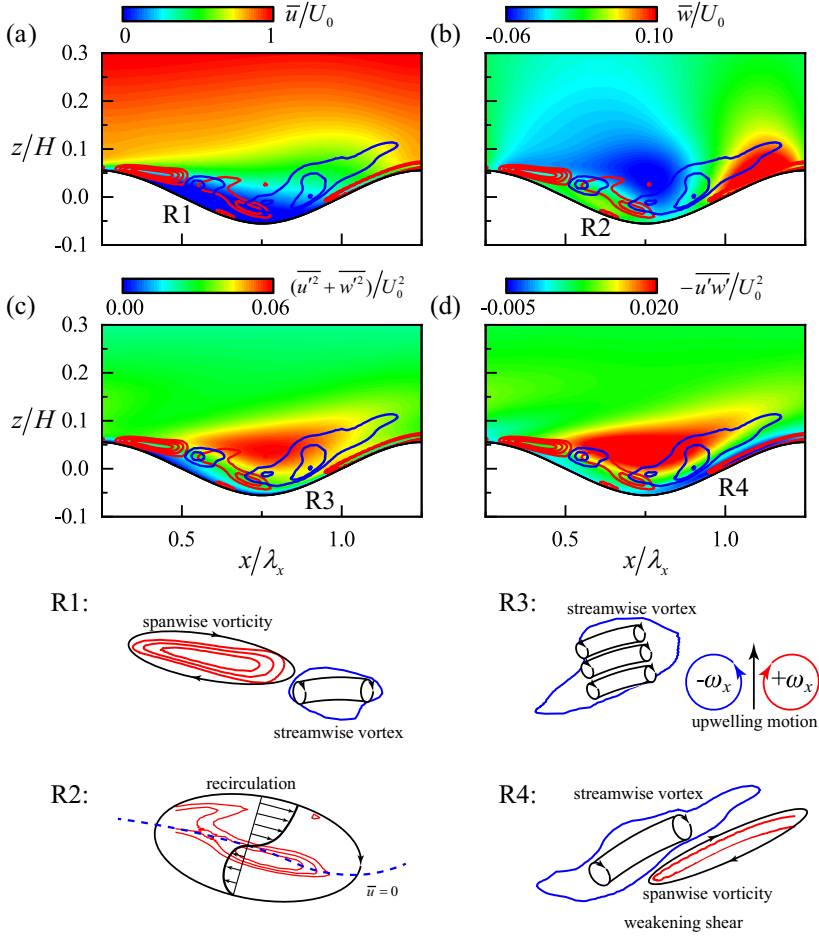 (a) u̅/U₀ (b) w̅/U₀
0 1 -0.06 0.10
0.3
0.2
z/H 0.1
0.0
-0.1
R1 R2
(c) (u'² + w'²)/U₀² (d) -u'w'/U₀²
0.00 0.06 -0.005 0.020
0.3
0.2
z/H 0.1
0.0
-0.1
R3 R4
0.5 1.0 0.5 1.0
x/λₓ x/λₓ
R1:
spanwise vorticity
streamwise vortex
R3:
streamwise vortex
-ωₓ +ωₓ
upwelling motion
R2:
recirculation
u̅ = 0
R4:
streamwise vortex
spanwise vorticity
weakening shear